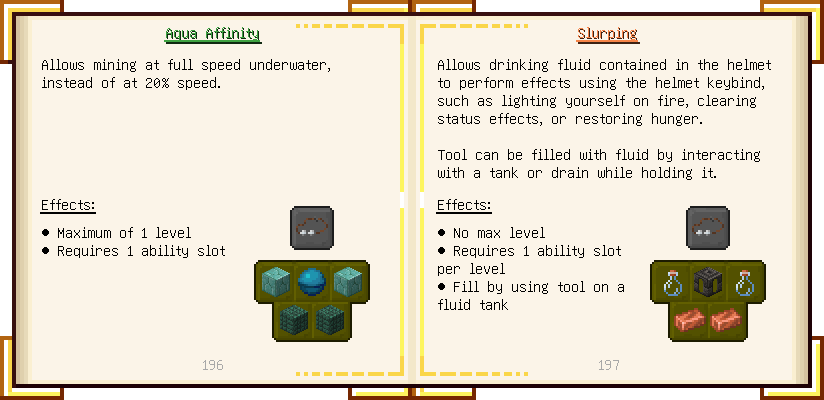 Aqua Affinity
Allows mining at full speed underwater,
instead of at 20% speed.
Effects:
● Maximum of 1 level
● Requires 1 ability slot
196
Slurping
Allows drinking fluid contained in the helmet
to perform effects using the helmet keybind,
such as lighting yourself on fire, clearing
status effects, or restoring hunger.
Tool can be filled with fluid by interacting
with a tank or drain while holding it.
Effects:
● No max level
● Requires 1 ability slot
per level
● Fill by using tool on a
fluid tank
197